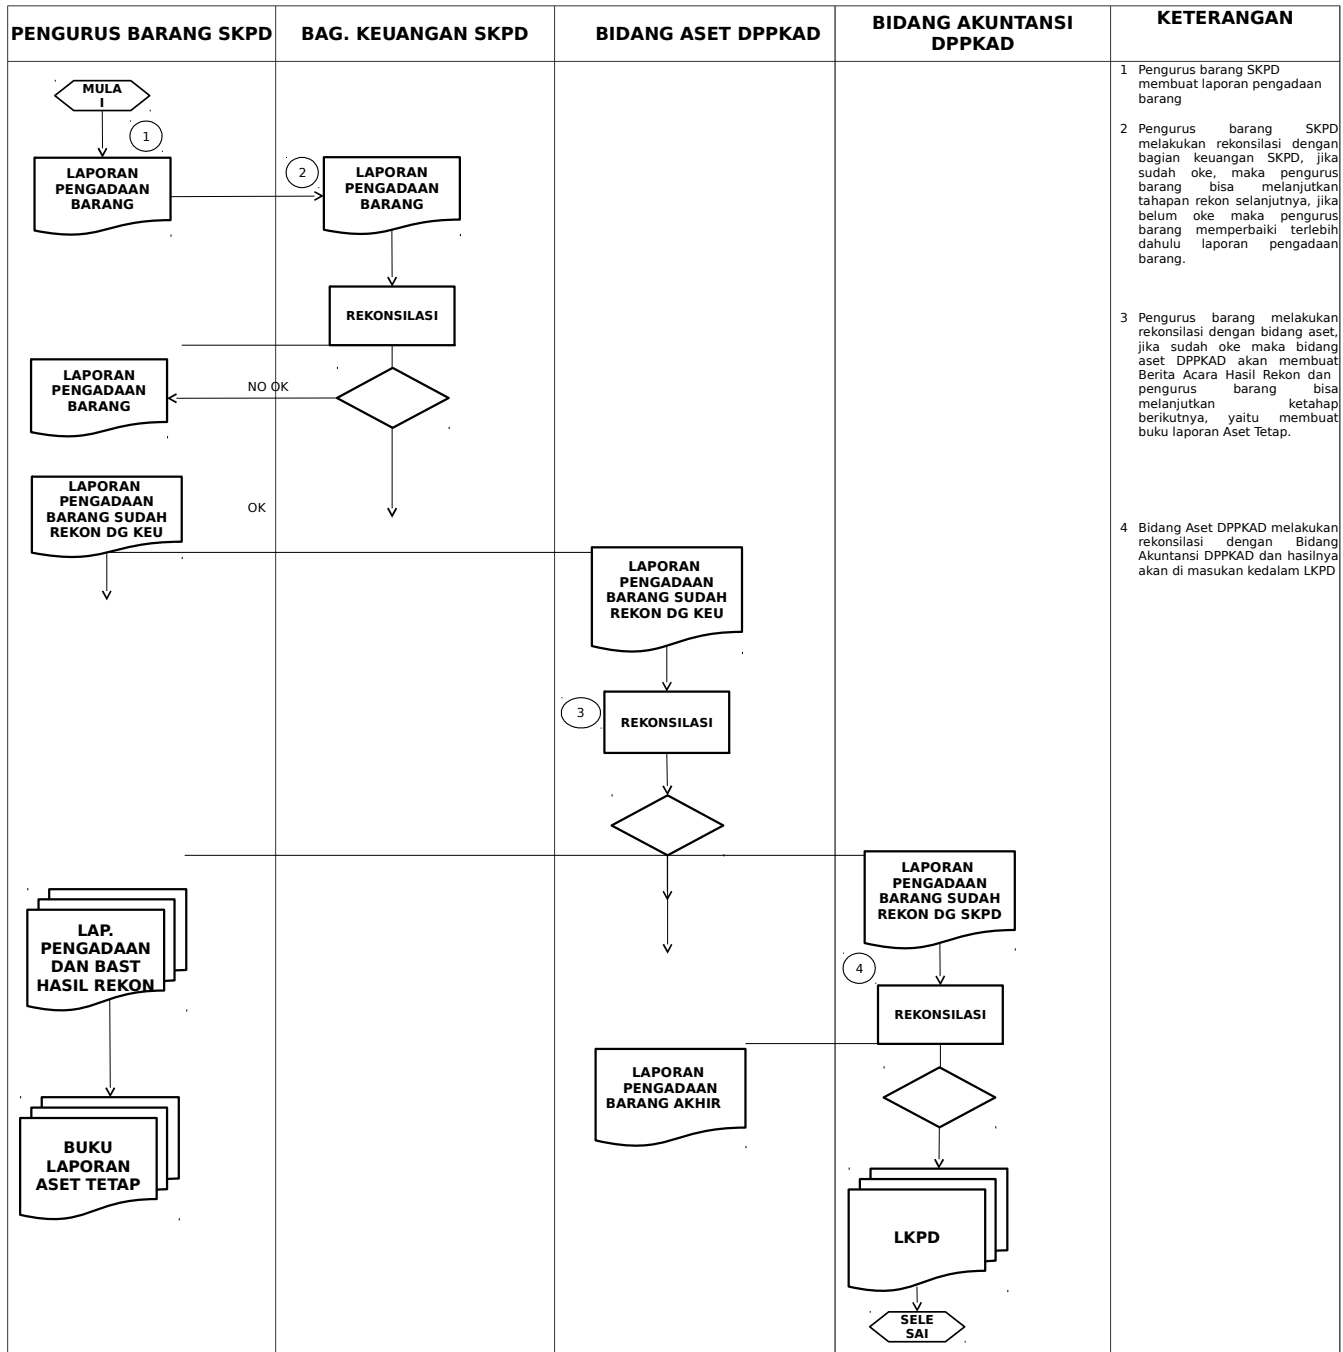 PENGURUS BARANG SKPD
BAG. KEUANGAN SKPD
BIDANG ASET DPPKAD
BIDANG AKUNTANSI
DPPKAD
KETERANGAN
MULA
I
1
LAPORAN
PENGADAAN
BARANG
2
LAPORAN
PENGADAAN
BARANG
REKONSILASI
LAPORAN
PENGADAAN
BARANG
NO OK
LAPORAN
PENGADAAN
BARANG SUDAH
REKON DG KEU
OK
LAPORAN
PENGADAAN
BARANG SUDAH
REKON DG KEU
3
REKONSILASI
LAPORAN
PENGADAAN
BARANG SUDAH
REKON DG SKPD
LAP.
PENGADAAN
DAN BAST
HASIL REKON
4
REKONSILASI
LAPORAN
PENGADAAN
BARANG AKHIR
BUKU
LAPORAN
ASET TETAP
LKPD
SELE
SAI
1 Pengurus barang SKPD
membuat laporan pengadaan
barang
2 Pengurus barang SKPD
melakukan rekonsilasi dengan
bagian keuangan SKPD, jika
sudah oke, maka pengurus
barang bisa melanjutkan
tahapan rekon selanjutnya, jika
belum oke maka pengurus
barang memperbaiki terlebih
dahulu laporan pengadaan
barang.
3 Pengurus barang melakukan
rekonsilasi dengan bidang aset,
jika sudah oke maka bidang
aset DPPKAD akan membuat
Berita Acara Hasil Rekon dan
pengurus barang bisa
melanjutkan ketahap
berikutnya, yaitu membuat
buku laporan Aset Tetap.
4 Bidang Aset DPPKAD melakukan
rekonsilasi dengan Bidang
Akuntansi DPPKAD dan hasilnya
akan di masukan kedalam LKPD